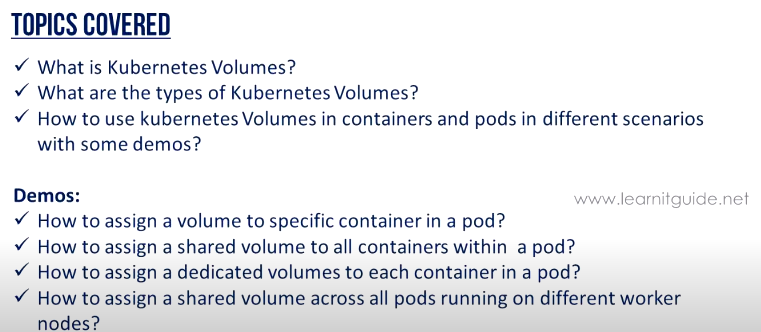 TOPICS COVERED
✓ What is Kubernetes Volumes?
✓ What are the types of Kubernetes Volumes?
✓ How to use kubernetes Volumes in containers and pods in different scenarios
with some demos?
Demos:
www.learnitguide.net
✓ How to assign a volume to specific container in a pod?
✓ How to assign a shared volume to all containers within a pod?
✓ How to assign a dedicated volumes to each container in a pod?
✓ How to assign a shared volume across all pods running on different worker
nodes?